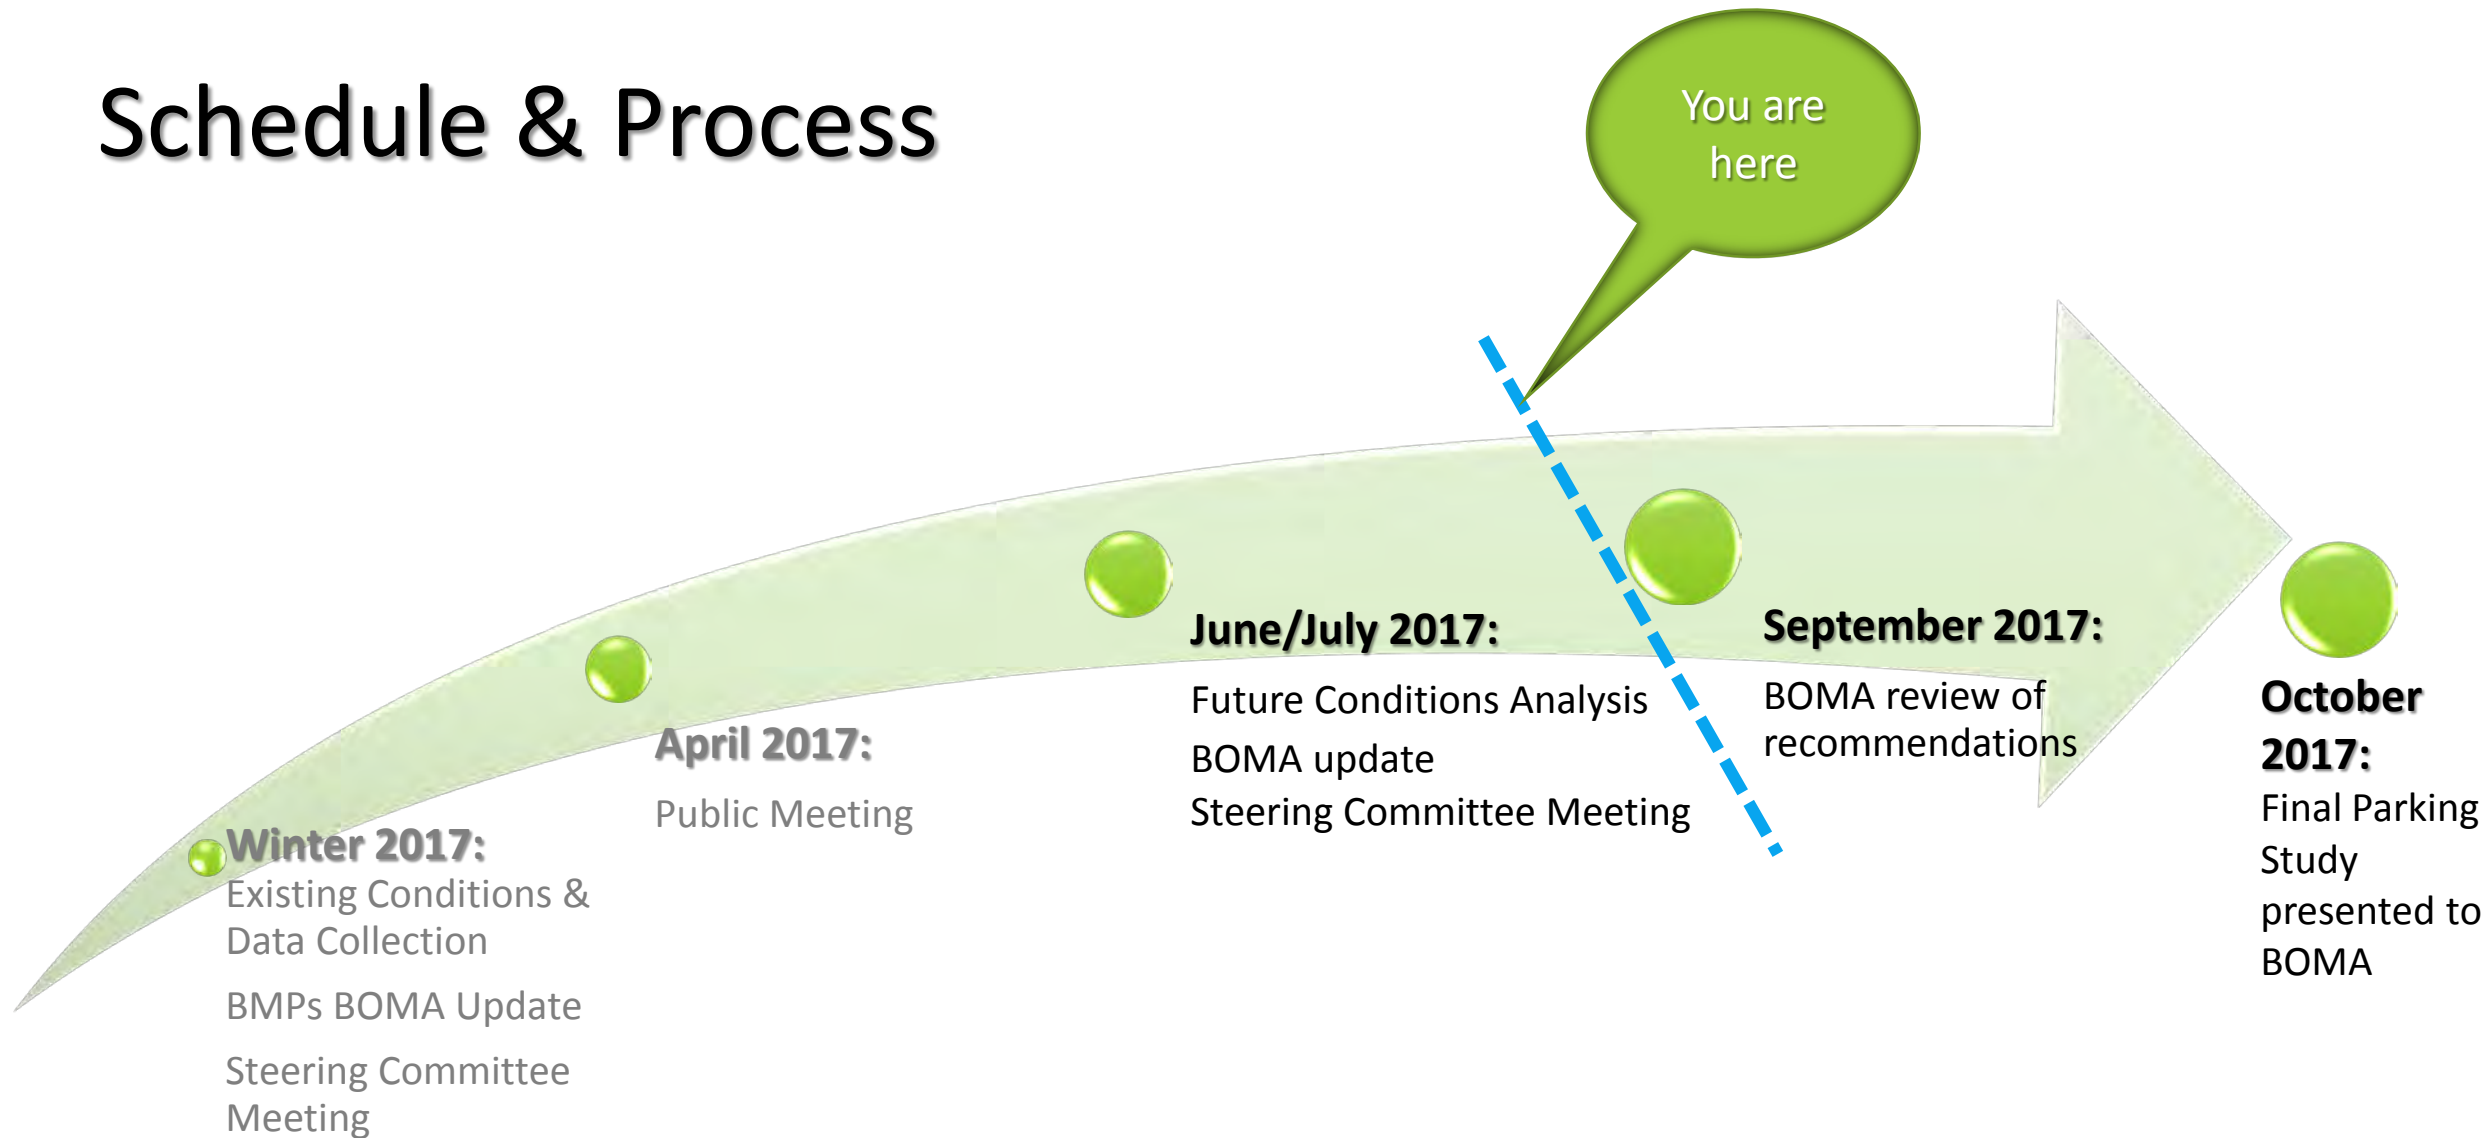 Schedule & Process
You are
here
Winter 2017:
Existing Conditions &
Data Collection
BMPs BOMA Update
Steering Committee
Meeting
April 2017:
Public Meeting
June/July 2017:
Future Conditions Analysis
BOMA update
Steering Committee Meeting
September 2017:
BOMA review of
recommendations
October
2017:
Final Parking
Study
presented to
BOMA